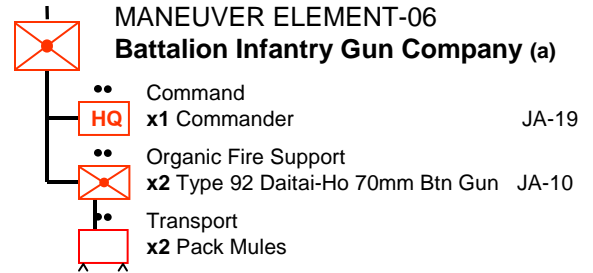 MANEUVER ELEMENT-06
Battalion Infantry Gun Company (a)
Command
HQ x1 Commander JA-19
Organic Fire Support
x2 Type 92 Daitai-Ho 70mm Btn Gun JA-10
Transport
x2 Pack Mules